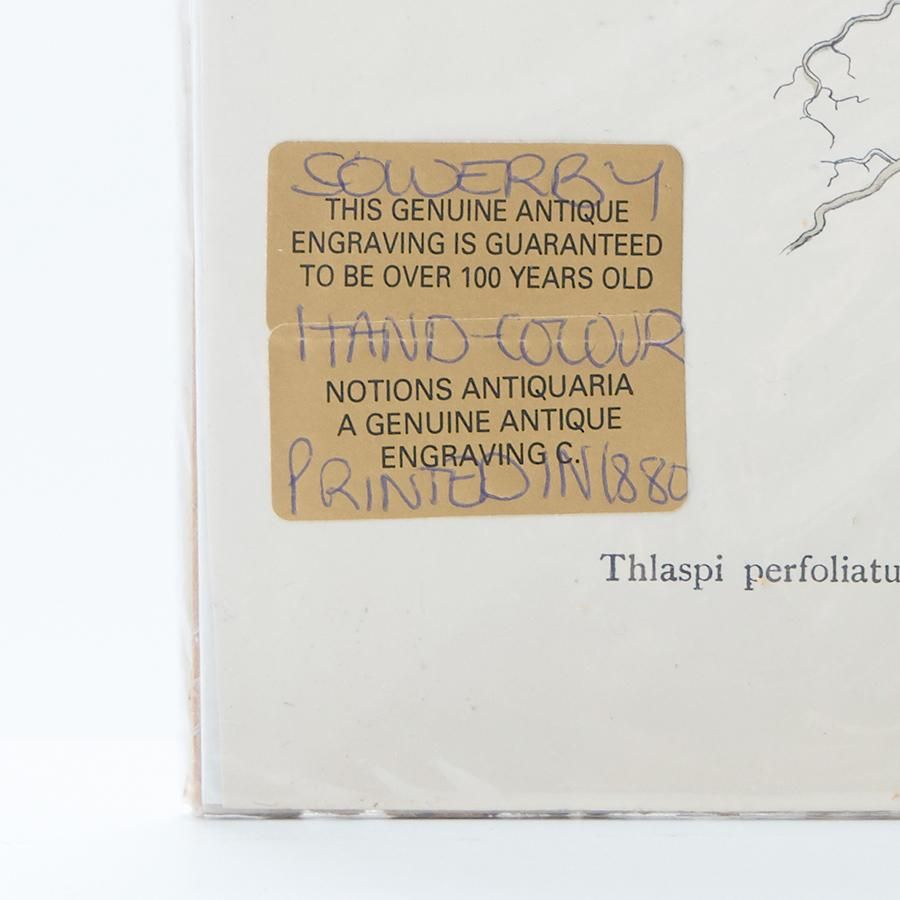 SOWERBY
THIS GENUINE ANTIQUE
ENGRAVING IS GUARANTEED
TO BE OVER 100 YEARS OLD
HAND-COLOUR
NOTIONS ANTIQUARIA
A GENUINE ANTIQUE
ENGRAVING C.
PRINTED IN 1880
Thlaspi perfoliatu